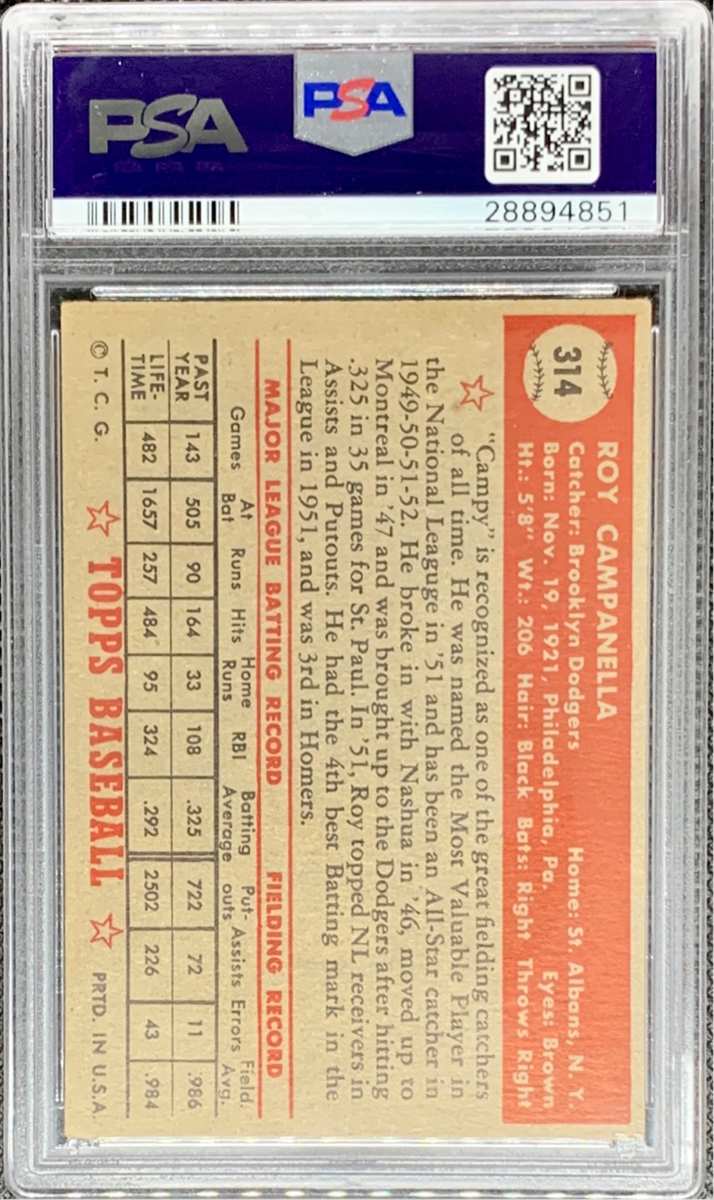 PSA
PSA
PSA PSA PSA
28894851
314
ROY CAMPANELLA
Catcher: Brooklyn Dodgers Home: St. Albans, N. Y.
Born: Nov. 19, 1921, Philadelphia, Pa. Eyes: Brown
Ht.: 5'8" Wt.: 206 Hair: Black Bats: Right Throws Right
"Campy" is recognized as one of the great fielding catchers
of all time. He was named the Most Valuable Player in
the National Leaguge in '51 and has been an All-Star catcher in
1949-50-51-52. He broke in with Nashua in '46, moved up to
Montreal in '47 and was brought up to the Dodgers after hitting
.325 in 35 games for St. Paul. In '51, Roy topped NL receivers in
Assists and Putouts. He had the 4th best Batting mark in the
League in 1951, and was 3rd in Homers.
MAJOR LEAGUE BATTING RECORD FIELDING RECORD
Games At Bat Runs Hits Home Runs RBI Batting Average Put-outs Assists Errors Field. Avg.
PAST YEAR 143 505 90 164 33 108 .325 722 72 11 .986
LIFE-TIME 482 1657 257 484 95 324 .292 2502 226 43 .984
© T. C. G. TOPPS BASEBALL PRTD. IN U.S.A.